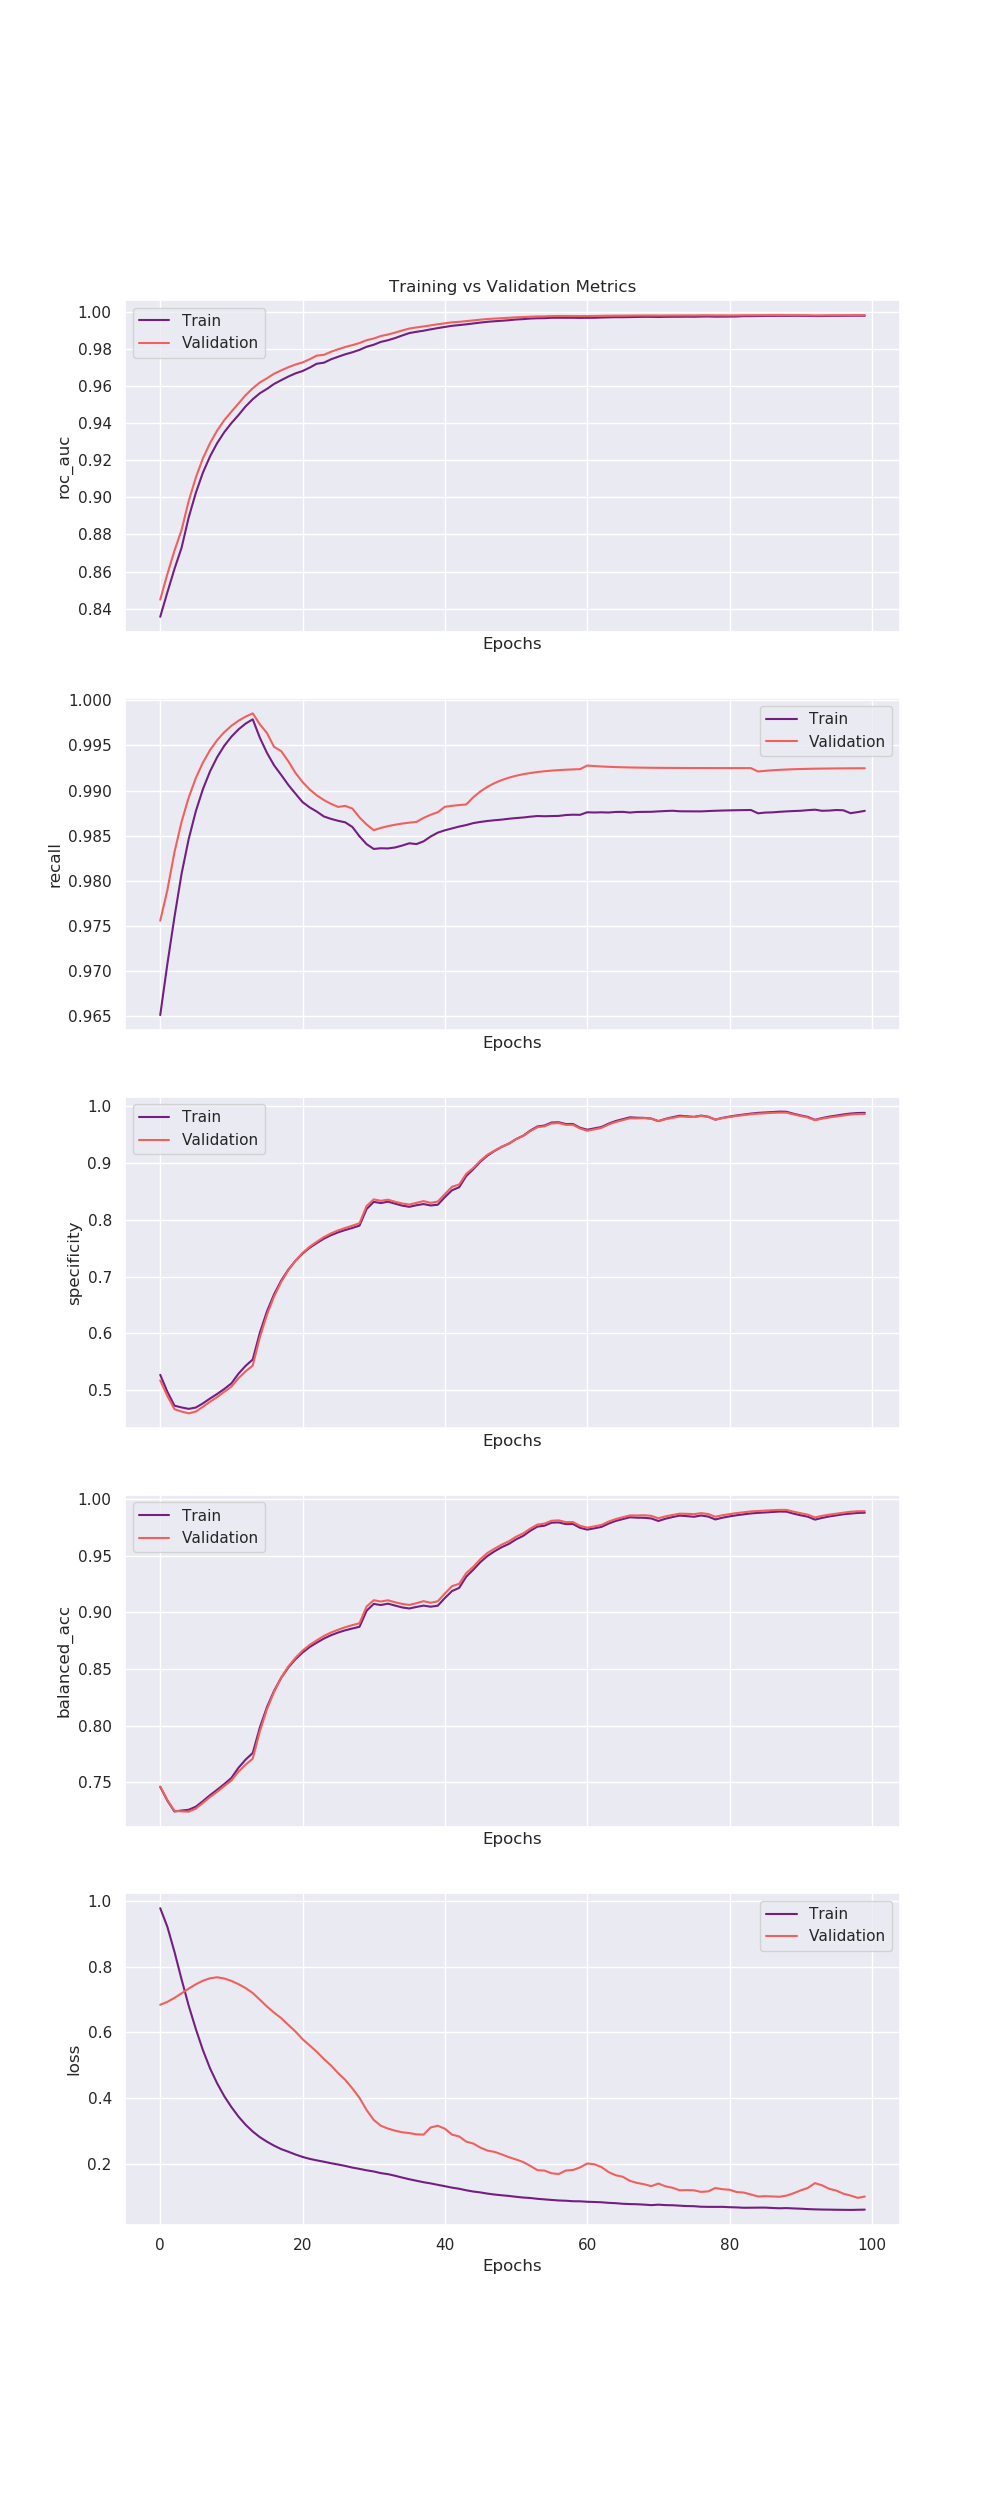 Training vs Validation Metrics
1.00
0.98
0.96
0.94
0.92
0.90
0.88
0.86
0.84
roc_auc
Train
Validation
Epochs
1.000
0.995
0.990
0.985
0.980
0.975
0.970
0.965
recall
Train
Validation
Epochs
1.0
0.9
0.8
0.7
0.6
0.5
specificity
Train
Validation
Epochs
1.00
0.95
0.90
0.85
0.80
0.75
balanced_acc
Train
Validation
Epochs
1.0
0.8
0.6
0.4
0.2
loss
Train
Validation
0 20 40 60 80 100
Epochs